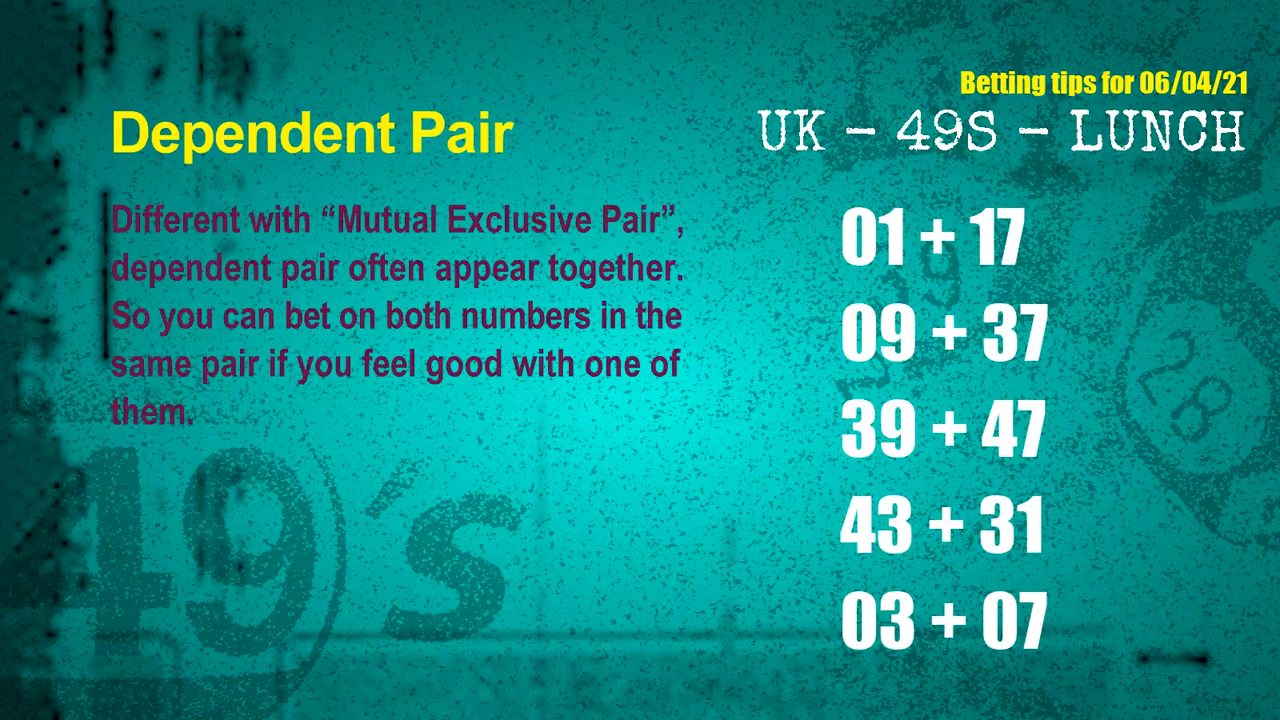 Betting tips for 06/04/21
UK - 49S - LUNCH
Dependent Pair
Different with “Mutual Exclusive Pair”,
dependent pair often appear together.
So you can bet on both numbers in the
same pair if you feel good with one of
them.
01 + 17
09 + 37
39 + 47
43 + 31
03 + 07
49's
28